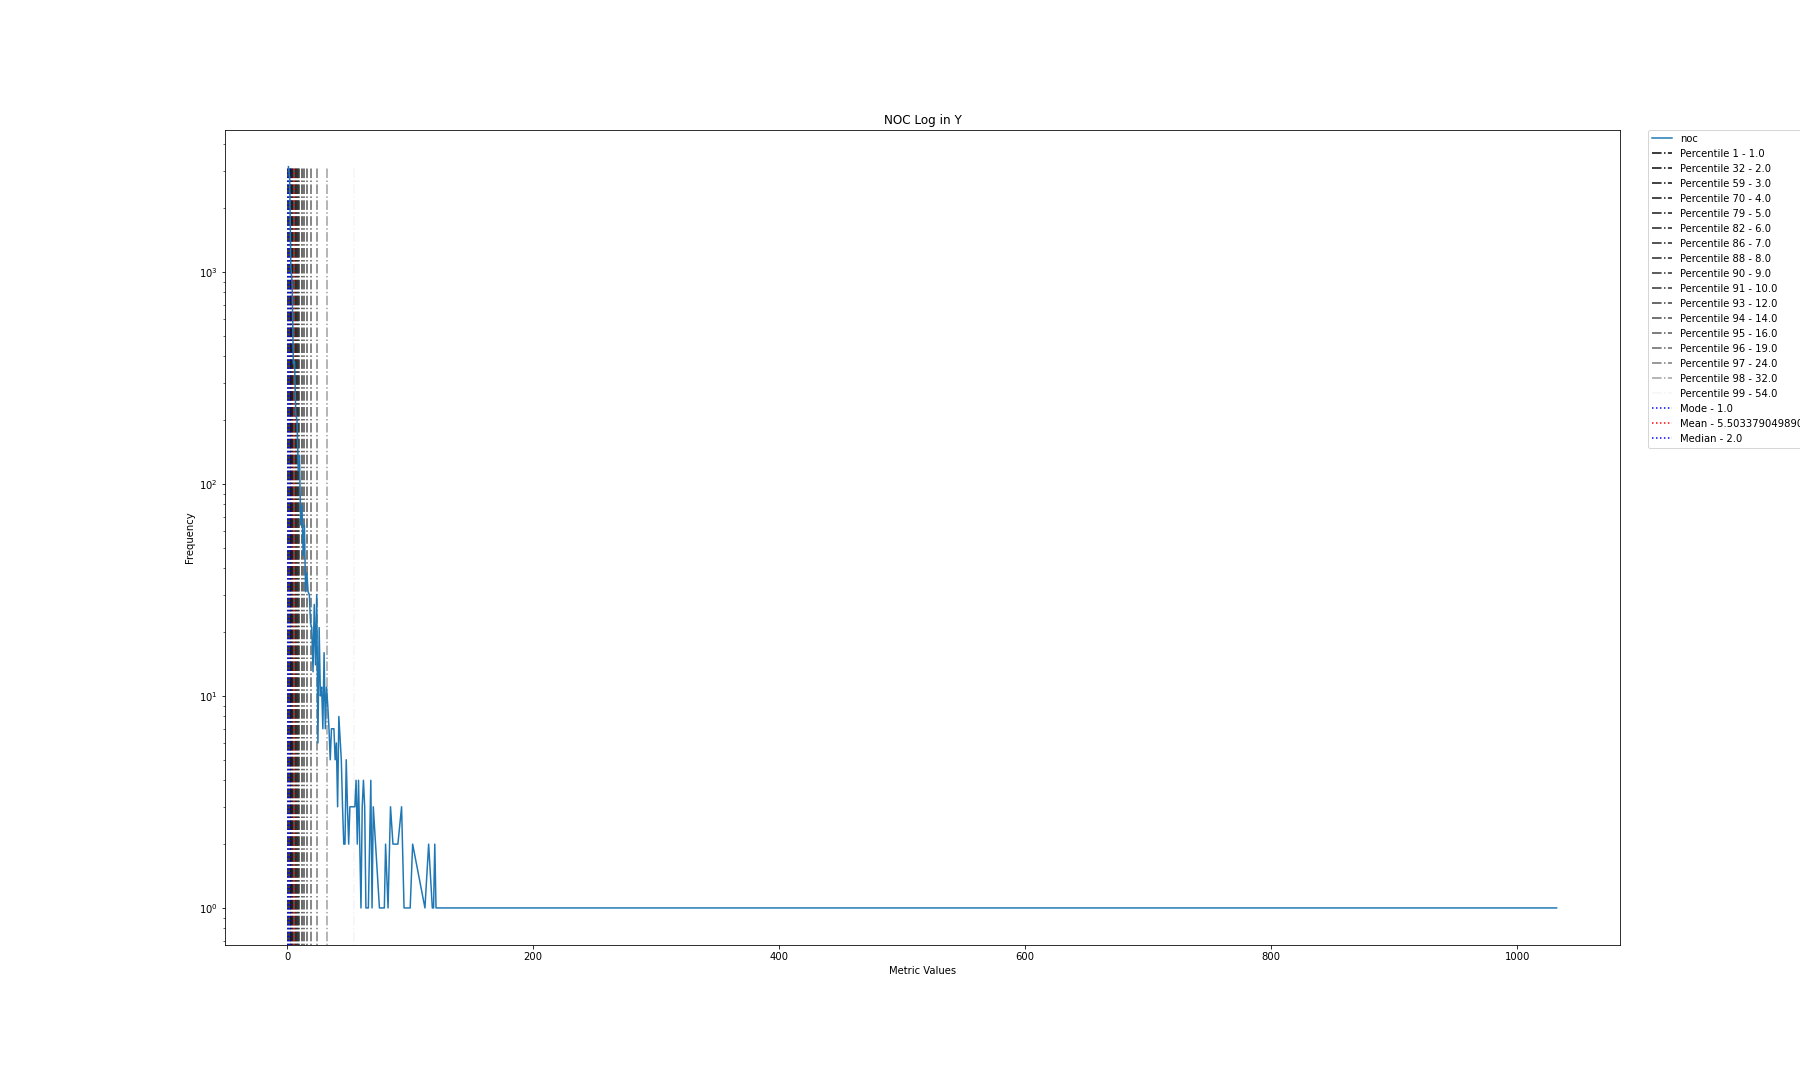 NOC Log in Y
Frequency
10³
10²
10¹
10⁰
0 200 400 600 800 1000
Metric Values
noc
Percentile 1 - 1.0
Percentile 32 - 2.0
Percentile 59 - 3.0
Percentile 70 - 4.0
Percentile 79 - 5.0
Percentile 82 - 6.0
Percentile 86 - 7.0
Percentile 88 - 8.0
Percentile 90 - 9.0
Percentile 91 - 10.0
Percentile 93 - 12.0
Percentile 94 - 14.0
Percentile 95 - 16.0
Percentile 96 - 19.0
Percentile 97 - 24.0
Percentile 98 - 32.0
Percentile 99 - 54.0
Mode - 1.0
Mean - 5.503379049890
Median - 2.0